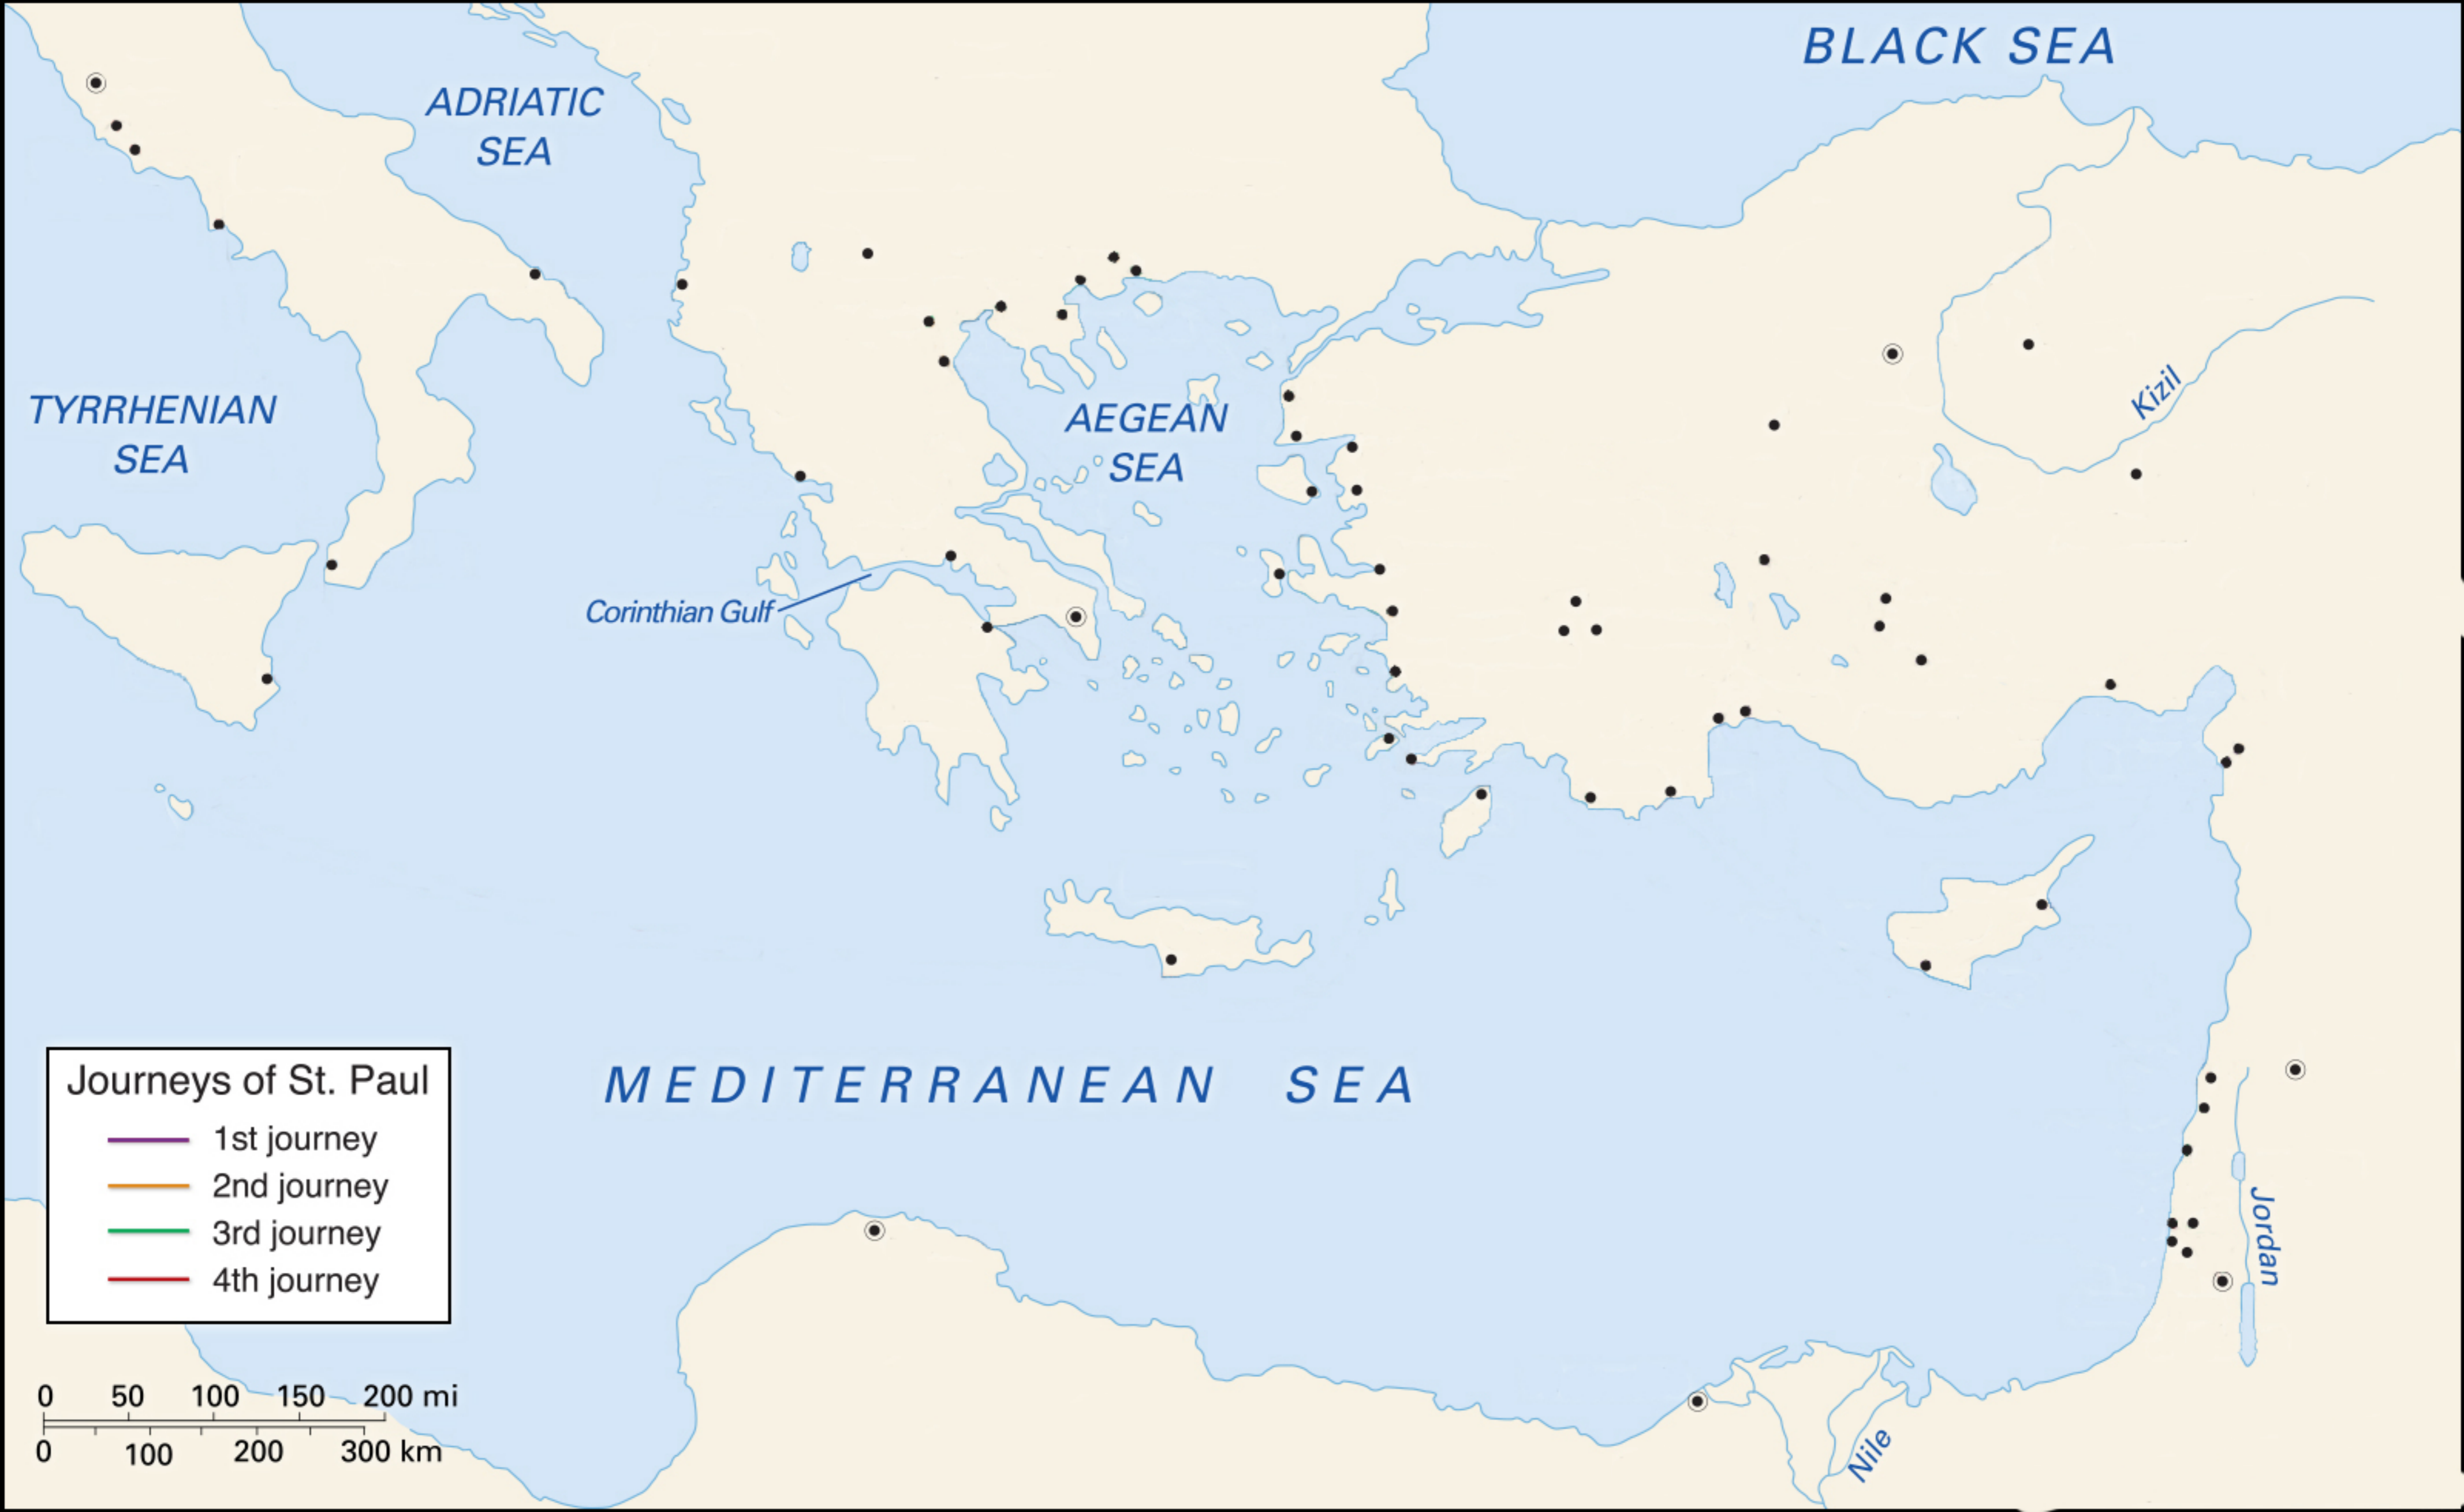 BLACK SEA
ADRIATIC
SEA
TYRRHENIAN
SEA
AEGEAN
SEA
Kizil
Corinthian Gulf
MEDITERRANEAN SEA
Journeys of St. Paul
1st journey
2nd journey
3rd journey
4th journey
Jordan
0 50 100 150 200 mi
0 100 200 300 km
Nile